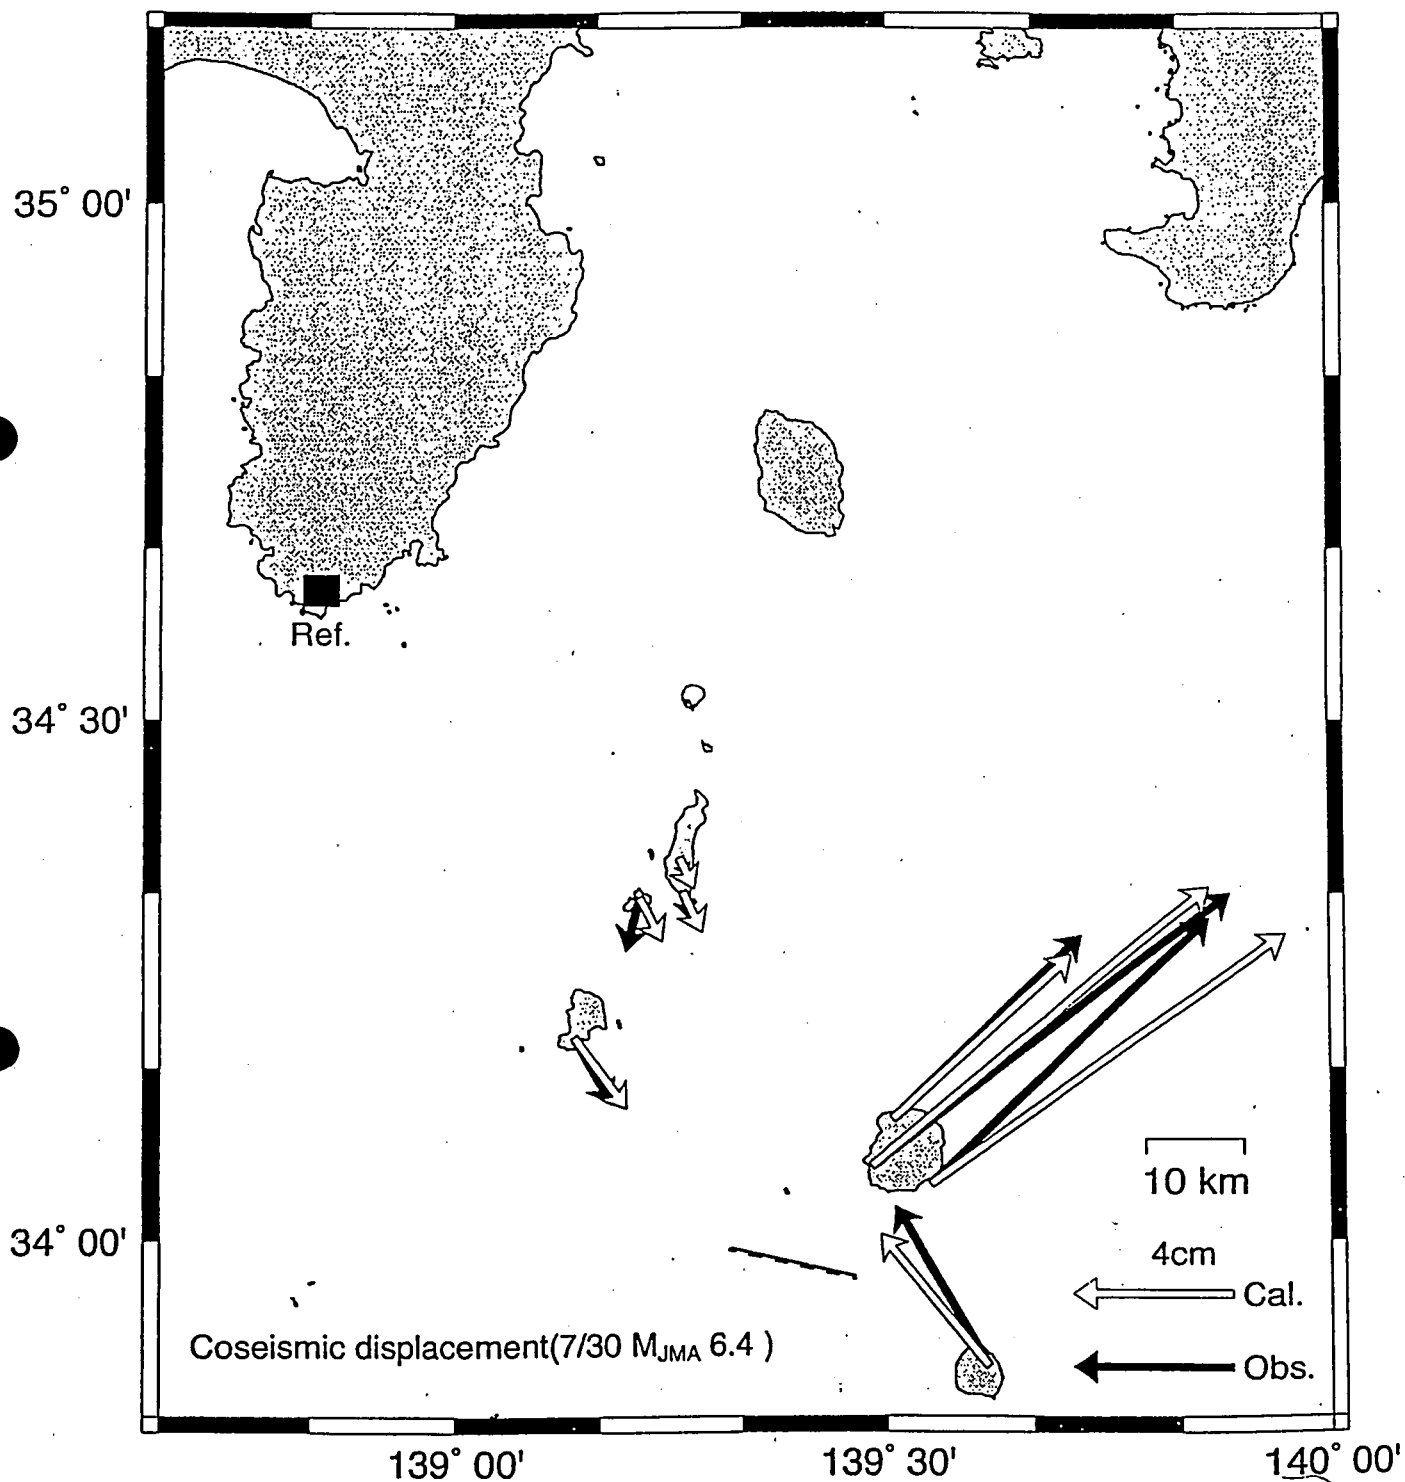 35° 00'
Ref.
34° 30'
10 km
34° 00'
4cm
Cal.
Coseismic displacement(7/30 MJMA 6.4 )
Obs.
139° 00'
139° 30'
140° 00'